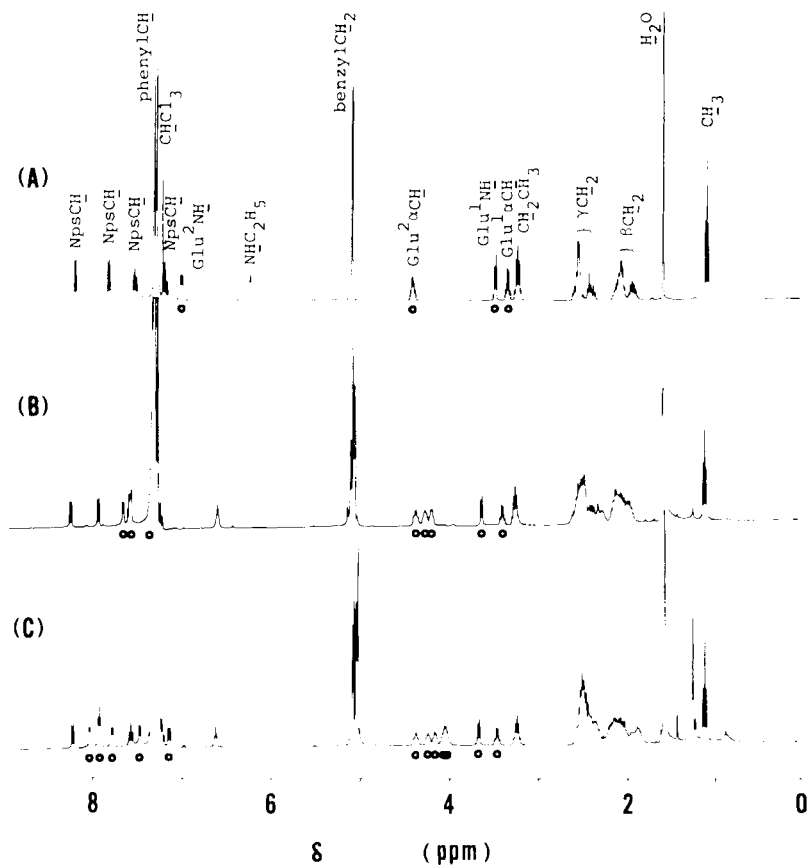 (A)
NpsCH
NpsCH
NpsCH
phenylCH
CHCl3
NpsCH
Glu2NH
NHC2H5
benzylCH2
Glu2αCH
Glu1NH
Glu1αCH
CH2CH3
} γCH2
} βCH2
H2O
CH3
(B)
(C)
8 6 4 2 0
δ (ppm)